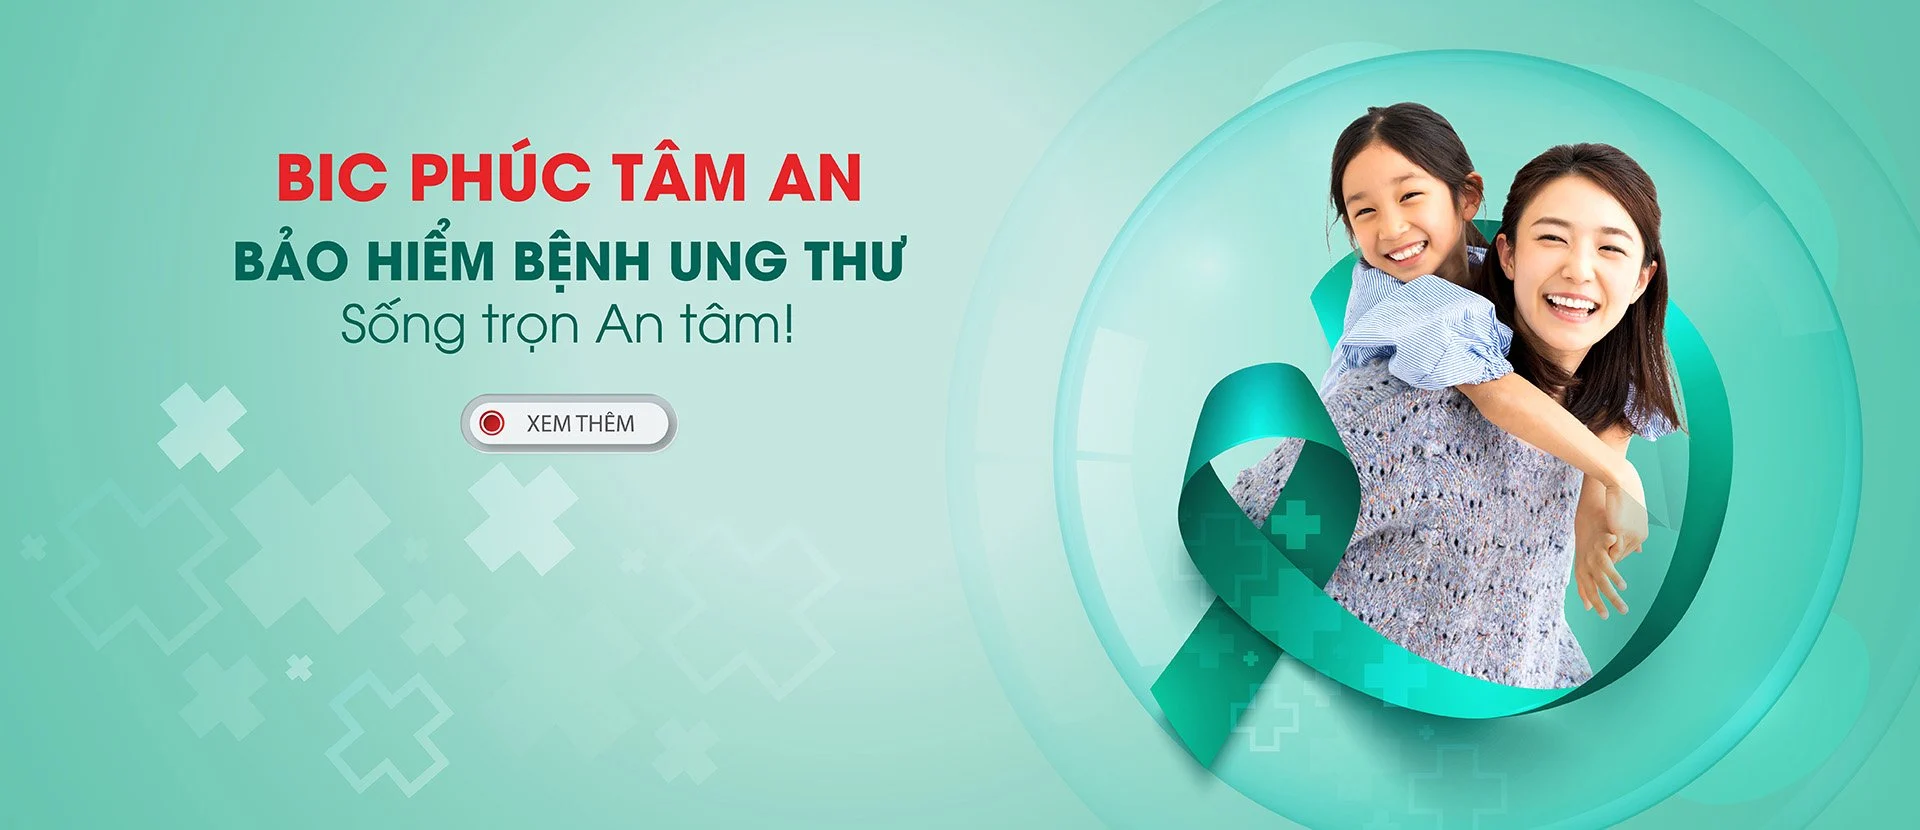 BIC PHÚC TÂM AN
BẢO HIỂM BỆNH UNG THƯ
Sống trọn An tâm!
XEM THÊM